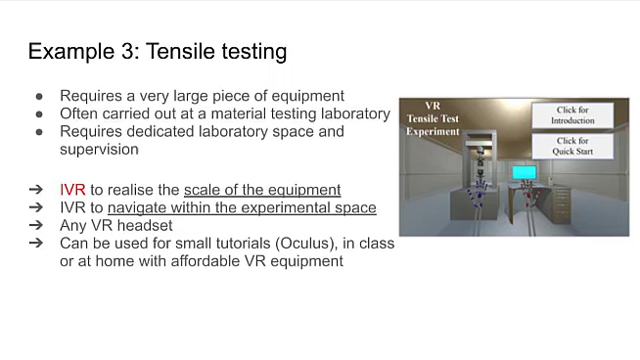 Example 3: Tensile testing
● Requires a very large piece of equipment
● Often carried out at a material testing laboratory
● Requires dedicated laboratory space and
supervision
➔ IVR to realise the scale of the equipment
➔ IVR to navigate within the experimental space
➔ Any VR headset
➔ Can be used for small tutorials (Oculus), in class
or at home with affordable VR equipment
VR
Tensile Test
Experiment
Click for
Introduction
Click for
Quick Start